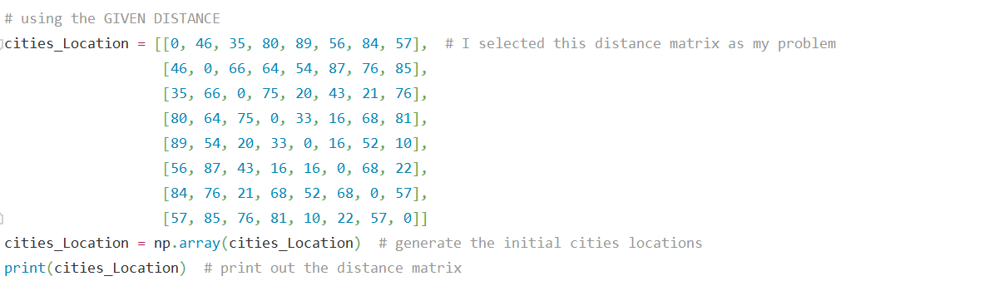 # using the GIVEN DISTANCE
cities_Location = [[0, 46, 35, 80, 89, 56, 84, 57],  # I selected this distance matrix as my problem
[46, 0, 66, 64, 54, 87, 76, 85],
[35, 66, 0, 75, 20, 43, 21, 76],
[80, 64, 75, 0, 33, 16, 68, 81],
[89, 54, 20, 33, 0, 16, 52, 10],
[56, 87, 43, 16, 16, 0, 68, 22],
[84, 76, 21, 68, 52, 68, 0, 57],
[57, 85, 76, 81, 10, 22, 57, 0]]
cities_Location = np.array(cities_Location)  # generate the initial cities locations
print(cities_Location)  # print out the distance matrix